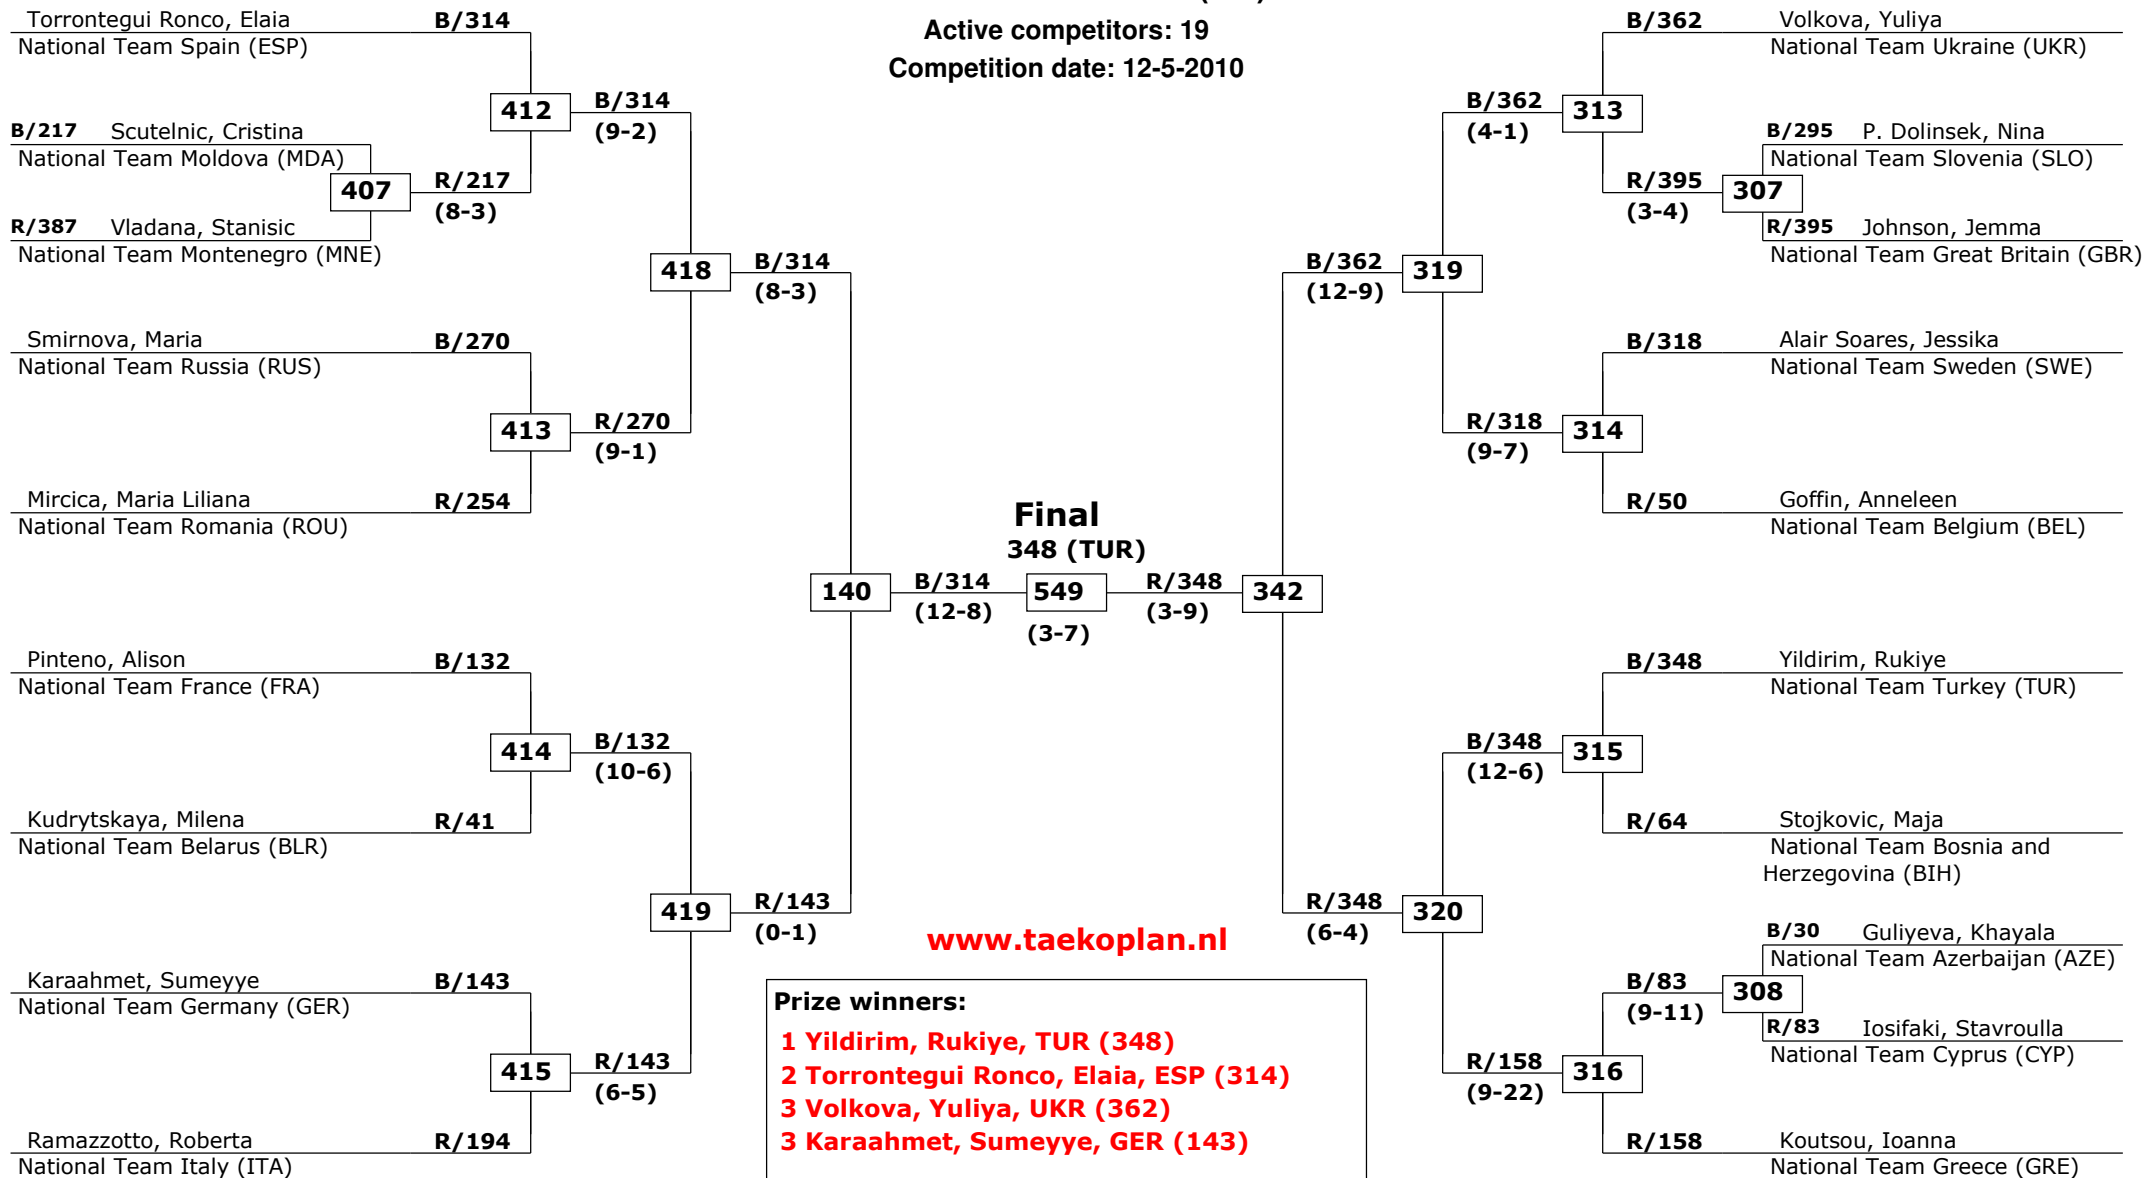 Active competitors: 19
Competition date: 12-5-2010
Torrontegui Ronco, Elaia B/314
National Team Spain (ESP)
412
B/314
(9-2)
B/217 Scutelnic, Cristina
National Team Moldova (MDA)
407
R/217
(8-3)
R/387 Vladana, Stanisic
National Team Montenegro (MNE)
418
B/314
(8-3)
Smirnova, Maria B/270
National Team Russia (RUS)
413
R/270
(9-1)
Mircica, Maria Liliana R/254
National Team Romania (ROU)
140
B/314
(12-8)
Pinteno, Alison B/132
National Team France (FRA)
414
B/132
(10-6)
Kudrytskaya, Milena R/41
National Team Belarus (BLR)
419
R/143
(0-1)
Karaahmet, Sumeyye B/143
National Team Germany (GER)
415
R/143
(6-5)
Ramazzotto, Roberta R/194
National Team Italy (ITA)
Final
348 (TUR)
549
(3-7)
R/348
(3-9)
342
B/362 Volkova, Yuliya
National Team Ukraine (UKR)
B/362
(4-1)
313
B/295 P. Dolinsek, Nina
National Team Slovenia (SLO)
R/395
(3-4)
307
R/395 Johnson, Jemma
National Team Great Britain (GBR)
B/362
(12-9)
319
B/318 Alair Soares, Jessika
National Team Sweden (SWE)
R/318
(9-7)
314
R/50 Goffin, Anneleen
National Team Belgium (BEL)
B/348 Yildirim, Rukiye
National Team Turkey (TUR)
B/348
(12-6)
315
R/64 Stojkovic, Maja
National Team Bosnia and
Herzegovina (BIH)
R/348
(6-4)
320
B/30 Guliyeva, Khayala
National Team Azerbaijan (AZE)
B/83
(9-11)
308
R/83 Iosifaki, Stavroulla
National Team Cyprus (CYP)
R/158
(9-22)
316
R/158 Koutsou, Ioanna
National Team Greece (GRE)
www.taekoplan.nl
Prize winners:
1 Yildirim, Rukiye, TUR (348)
2 Torrontegui Ronco, Elaia, ESP (314)
3 Volkova, Yuliya, UKR (362)
3 Karaahmet, Sumeyye, GER (143)